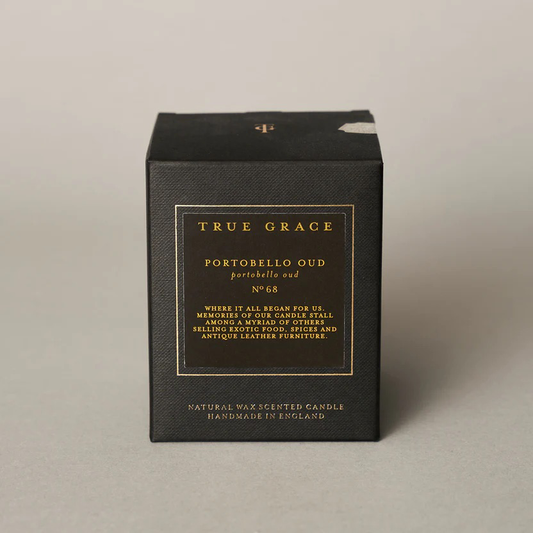 TRUE GRACE
PORTOBELLO OUD
portobello oud
Nº 68
WHERE IT ALL BEGAN FOR US.
MEMORIES OF OUR CANDLE STALL
AMONG A MYRIAD OF OTHERS
SELLING EXOTIC FOOD, SPICES AND
ANTIQUE LEATHER FURNITURE.
NATURAL WAX SCENTED CANDLE
HANDMADE IN ENGLAND